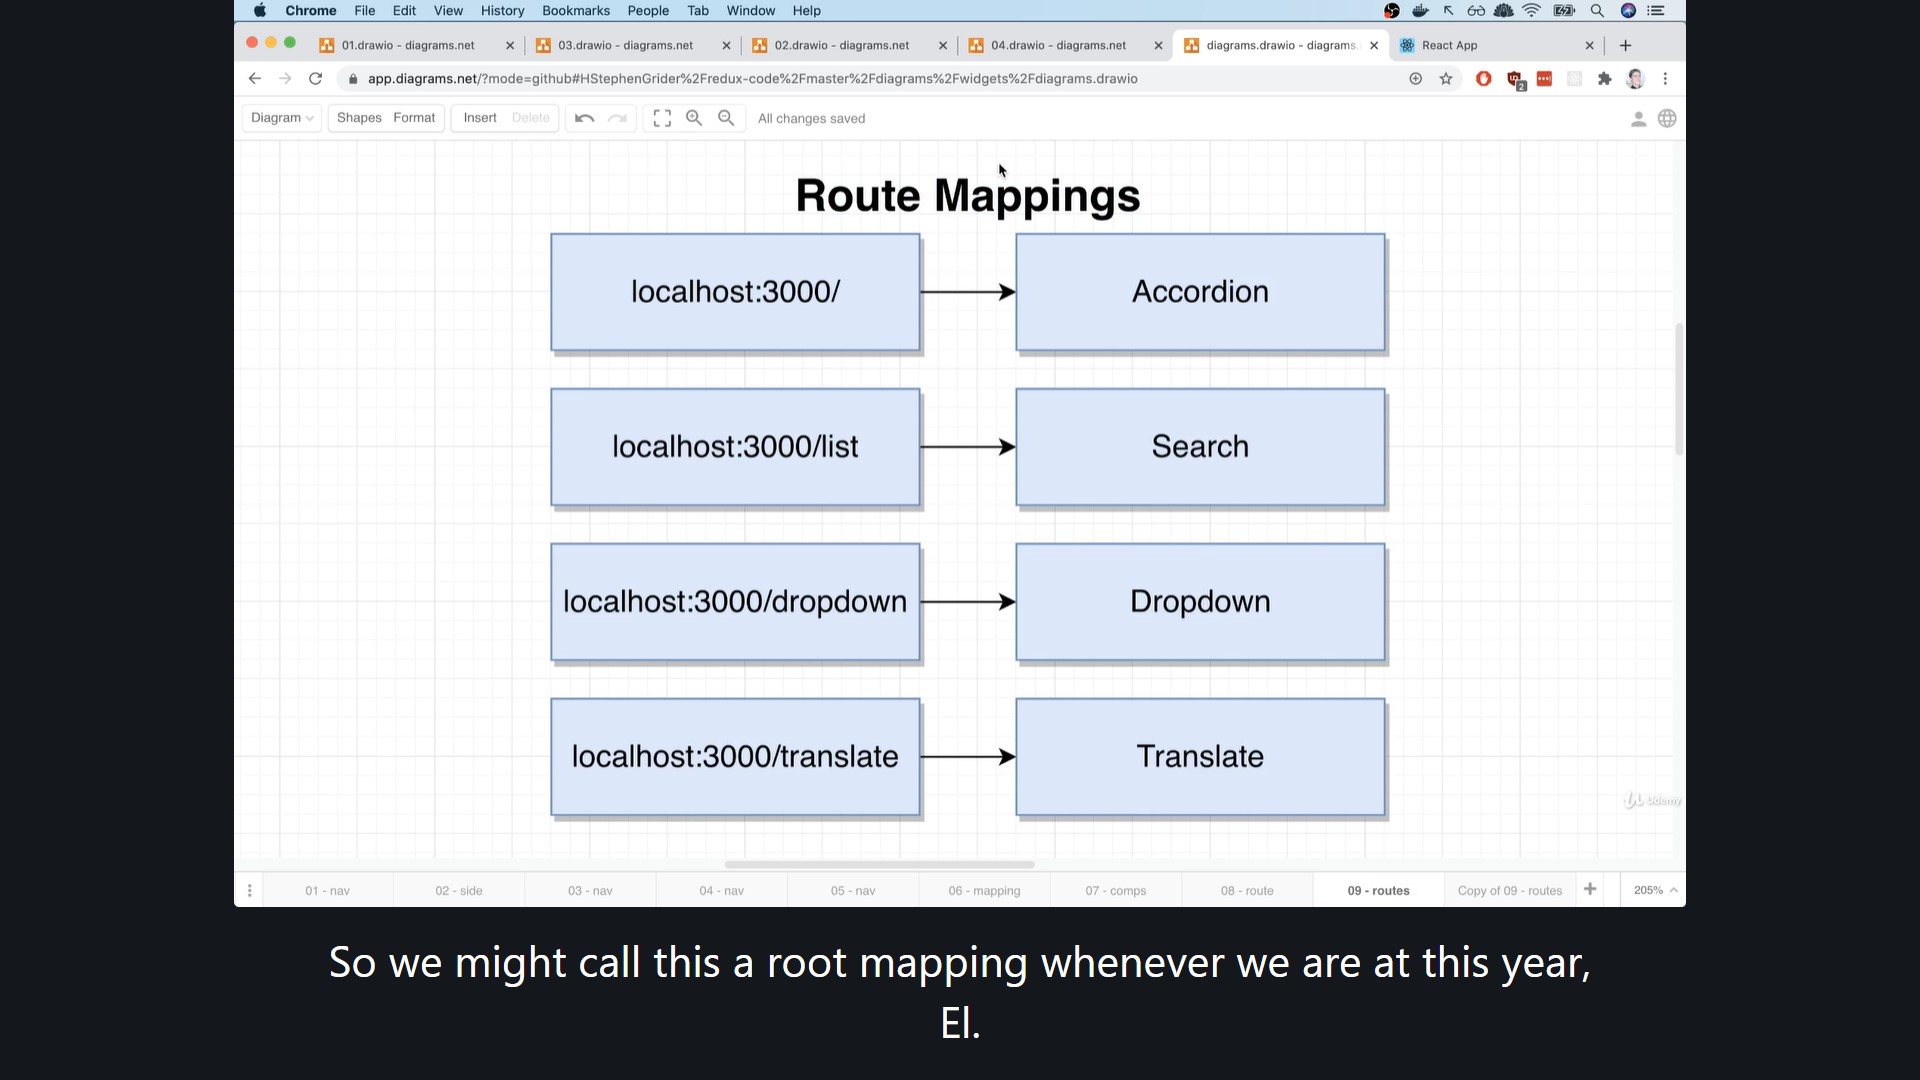 Chrome File Edit View History Bookmarks People Tab Window Help
01.drawio - diagrams.net
03.drawio - diagrams.net
02.drawio - diagrams.net
04.drawio - diagrams.net
diagrams.drawio - diagrams.
React App
app.diagrams.net/?mode=github#HStephenGrider%2Fredux-code%2Fmaster%2Fdiagrams%2Fwidgets%2Fdiagrams.drawio
2
Diagram Shapes Format Insert Delete All changes saved
Route Mappings
localhost:3000/
Accordion
localhost:3000/list
Search
localhost:3000/dropdown
Dropdown
localhost:3000/translate
Translate
Udemy
01 - nav
02 - side
03 - nav
04 - nav
05 - nav
06 - mapping
07 - comps
08 - route
09 - routes
Copy of 09 - routes
205%
So we might call this a root mapping whenever we are at this year,
El.